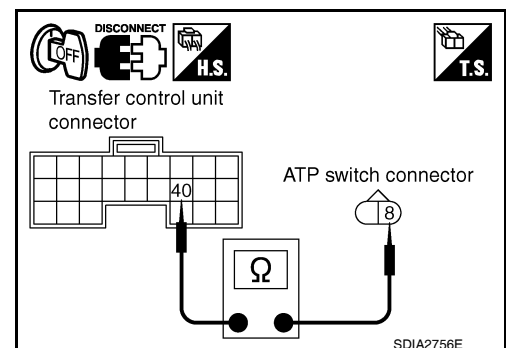 DISCONNECT
OFF
H.S.
T.S.
Transfer control unit
connector
40
ATP switch connector
8
Ω
SDIA2756E